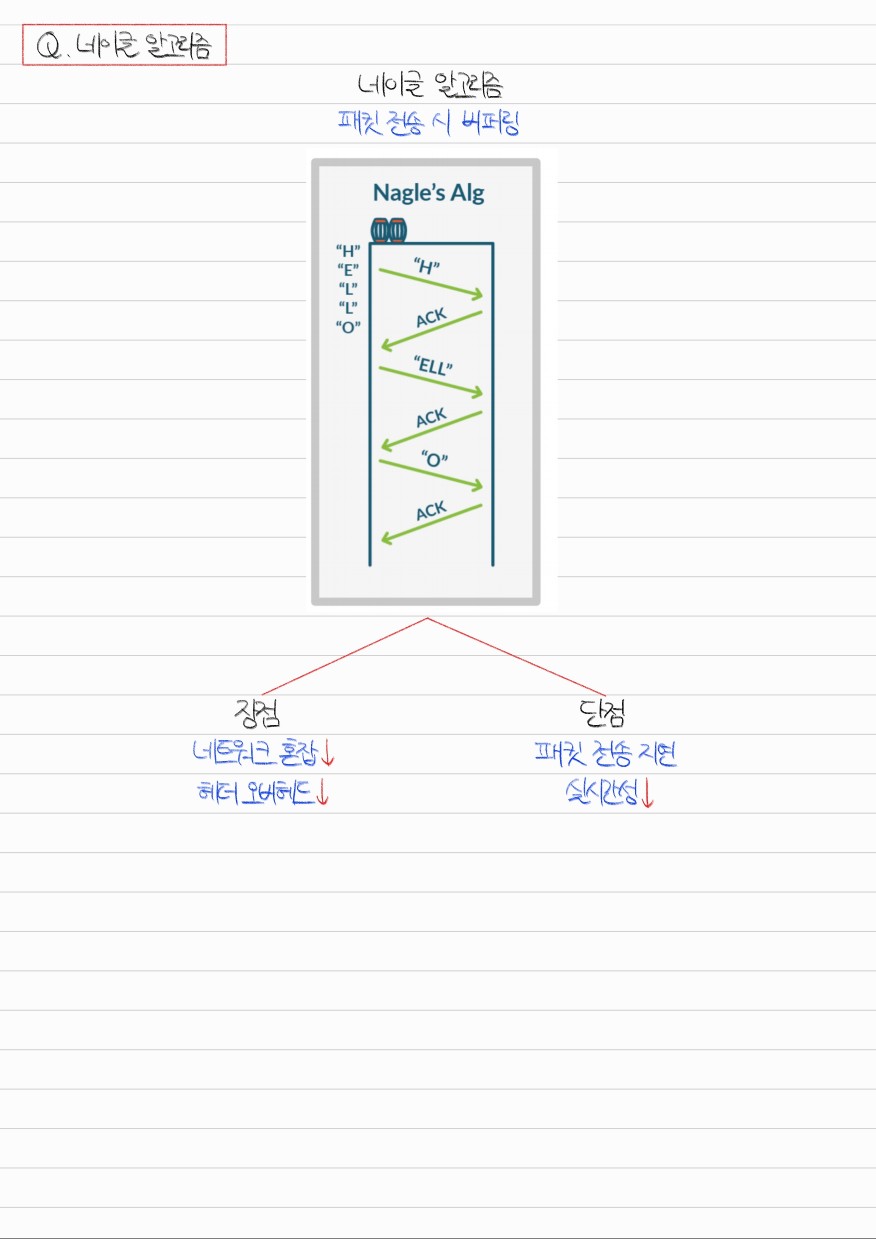 Q. 네이글 알고리즘
네이글 알고리즘
패킷 전송 시 버퍼링
Nagle's Alg
“H”
“E”
“L”
“L”
“O”
“H”
ACK
“ELL”
ACK
“O”
ACK
장점
네트워크 혼잡↓
헤더 오버헤드↓
단점
패킷 전송 지연
실시간성↓